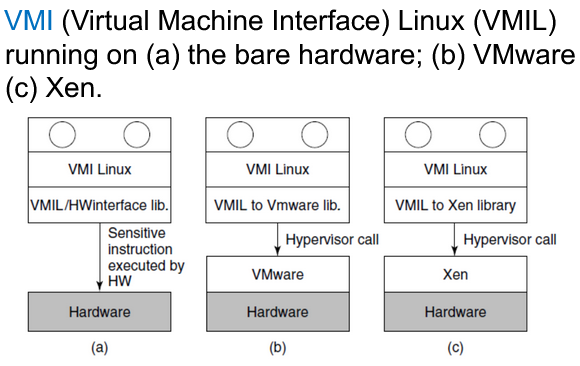 VMI (Virtual Machine Interface) Linux (VMIL)
running on (a) the bare hardware; (b) VMware
(c) Xen.
VMI Linux
VMIL/HWinterface lib.
Sensitive
instruction
executed by
HW
Hardware
(a)
VMI Linux
VMIL to Vmware lib.
Hypervisor call
VMware
Hardware
(b)
VMI Linux
VMIL to Xen library
Hypervisor call
Xen
Hardware
(c)